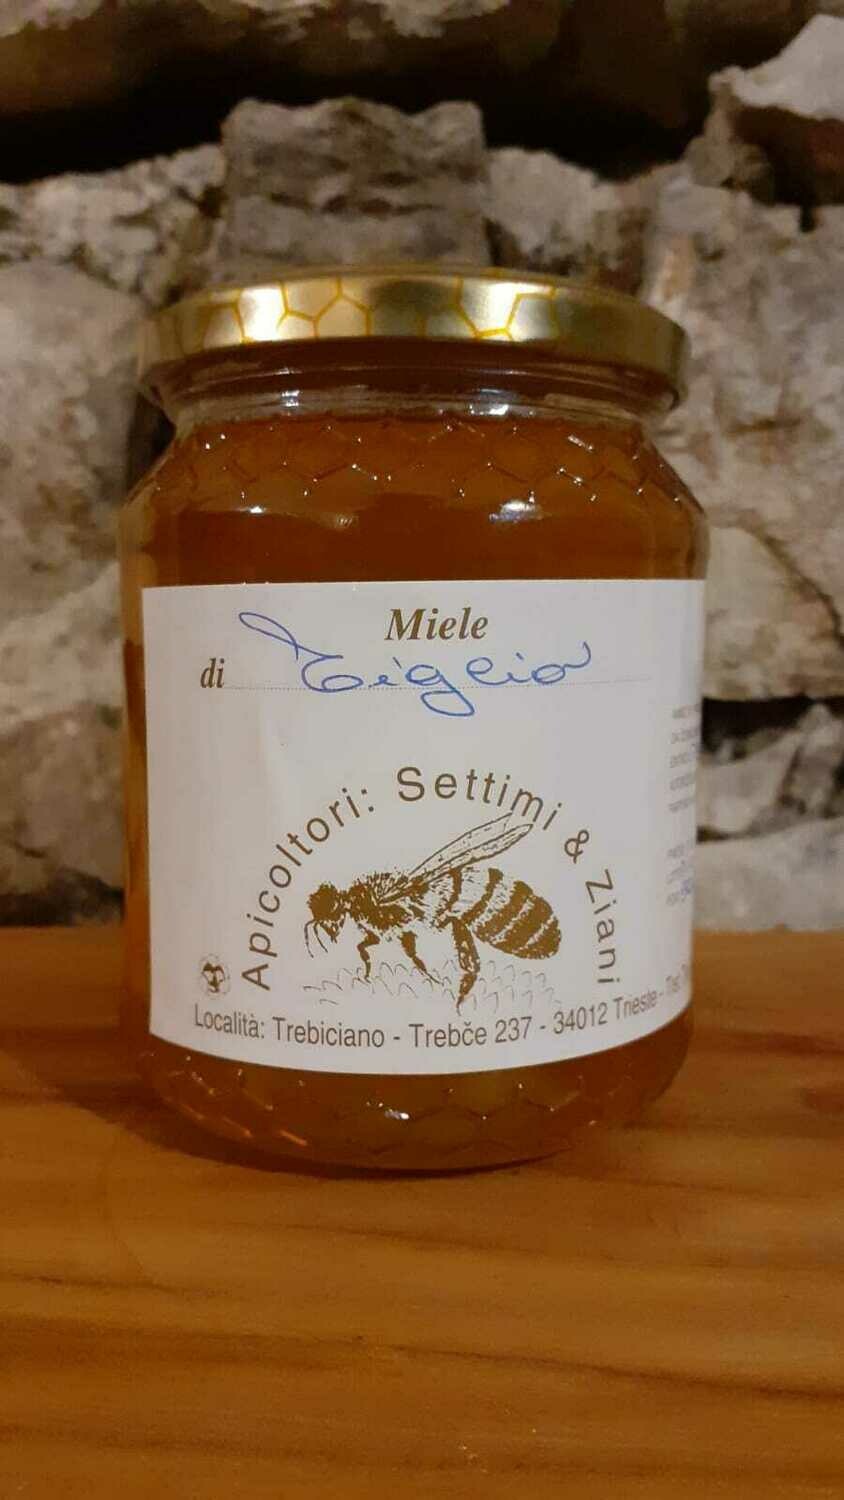 Miele
di Tiglio
Apicoltori: Settimi & Ziani
Località: Trebiciano - Trebče 237 - 34012 Trieste -